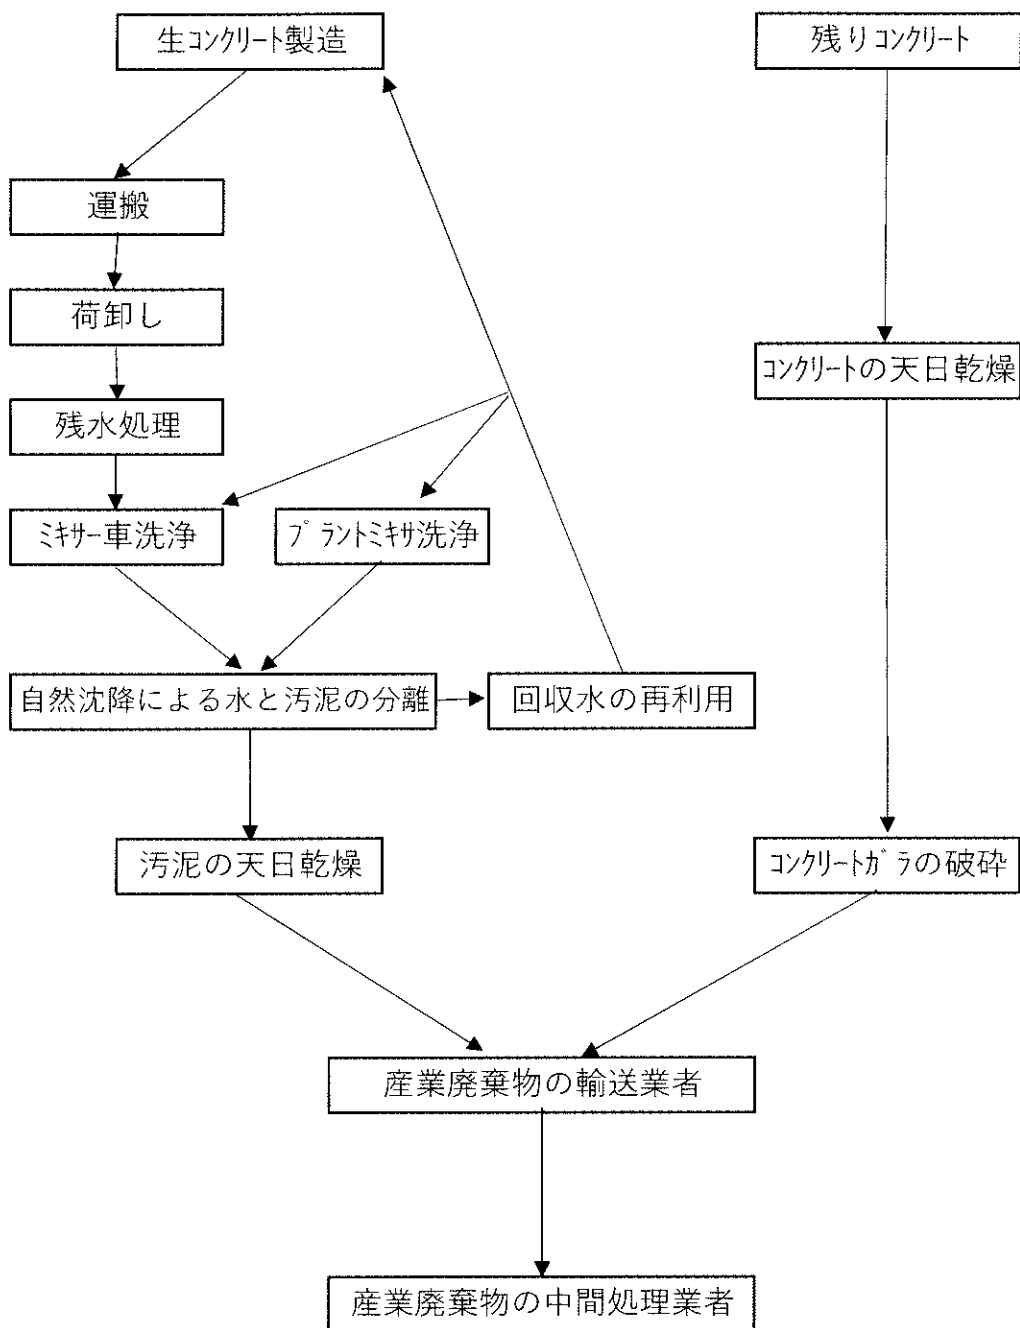 生ｺﾝｸﾘｰﾄ製造
残りｺﾝｸﾘｰﾄ
運搬
荷卸し
ｺﾝｸﾘｰﾄの天日乾燥
残水処理
ﾐｷｻｰ車洗浄
ﾌﾟﾗﾝﾄﾐｷｻ洗浄
自然沈降による水と汚泥の分離
回収水の再利用
汚泥の天日乾燥
ｺﾝｸﾘｰﾄｶﾞﾗの破砕
産業廃棄物の輸送業者
産業廃棄物の中間処理業者